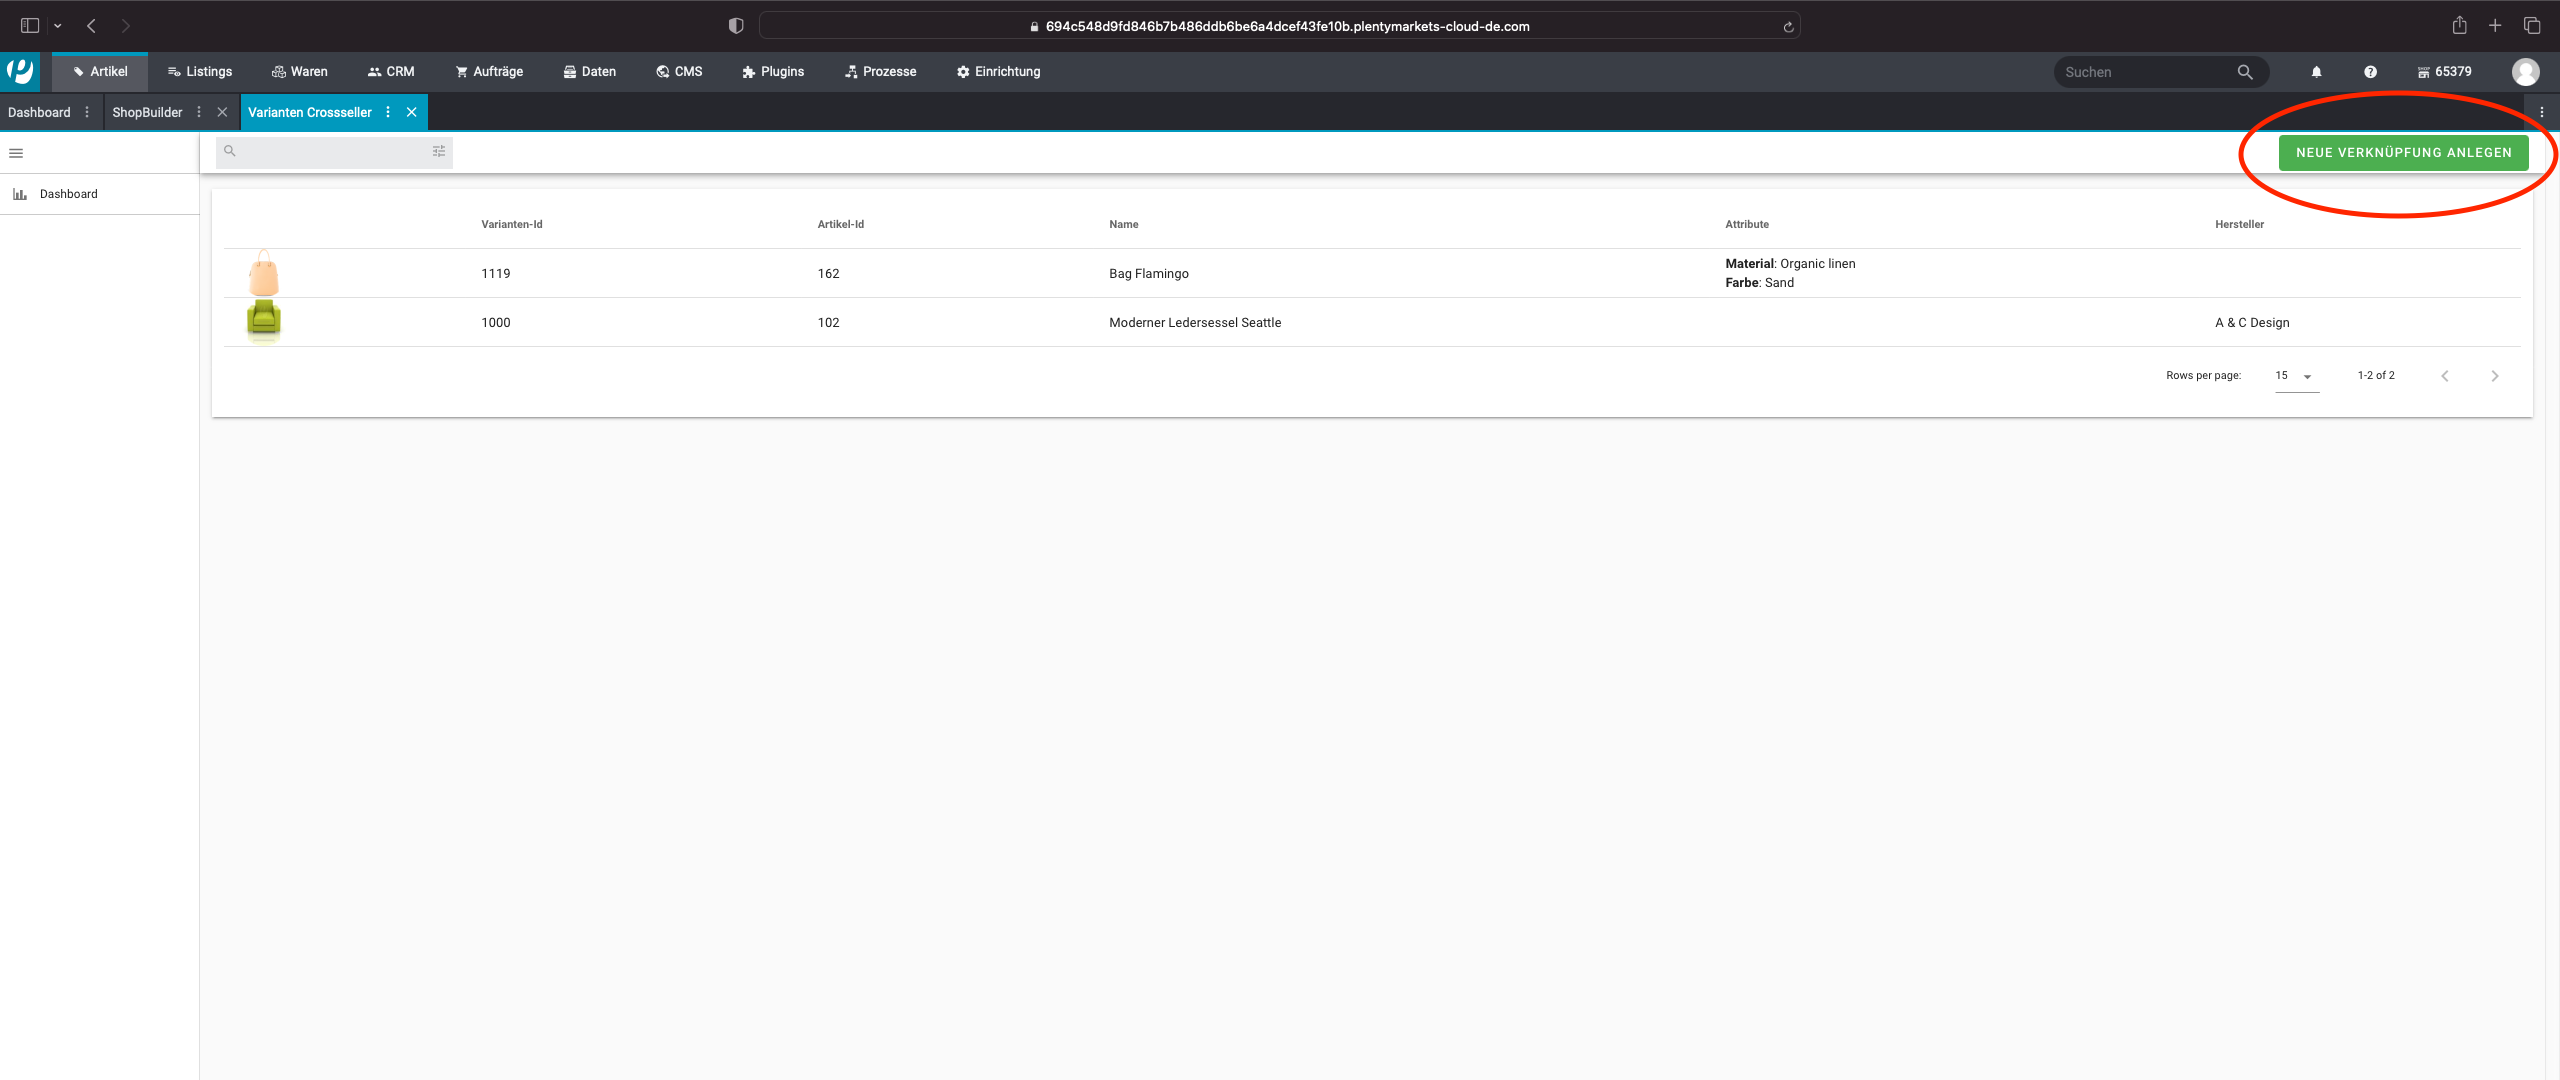 694c548d9fd846b7b486ddb6be6a4dcef43fe10b.plentymarkets-cloud-de.com
Artikel Listings Waren CRM Aufträge Daten CMS Plugins Prozesse Einrichtung Suchen SHOP 65379
Dashboard ShopBuilder Varianten Crossseller
NEUE VERKNÜPFUNG ANLEGEN
Dashboard
Varianten-Id Artikel-Id Name Attribute Hersteller
1119 162 Bag Flamingo Material: Organic linen
Farbe: Sand
1000 102 Moderner Ledersessel Seattle A & C Design
Rows per page: 15 1-2 of 2